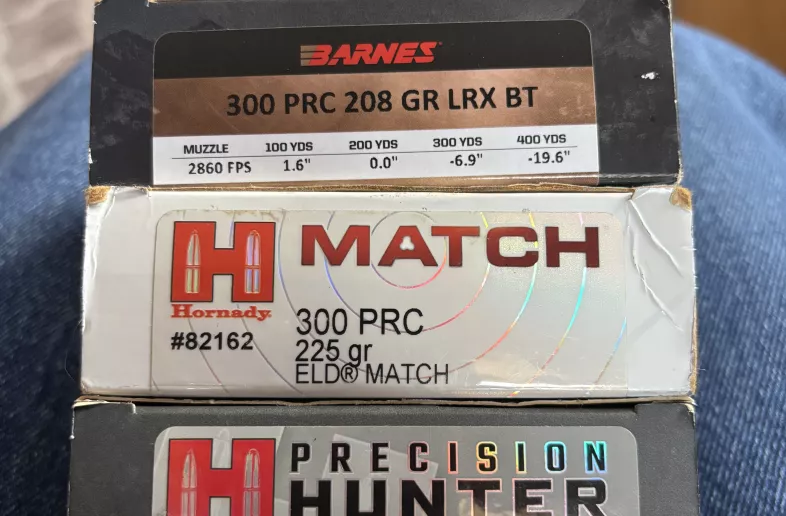 BARNES
300 PRC 208 GR LRX BT
MUZZLE 100 YDS 200 YDS 300 YDS 400 YDS
2860 FPS 1.6" 0.0" -6.9" -19.6"
H MATCH
Hornady
#82162
300 PRC
225 gr
ELD® MATCH
H PRECISION
HUNTER